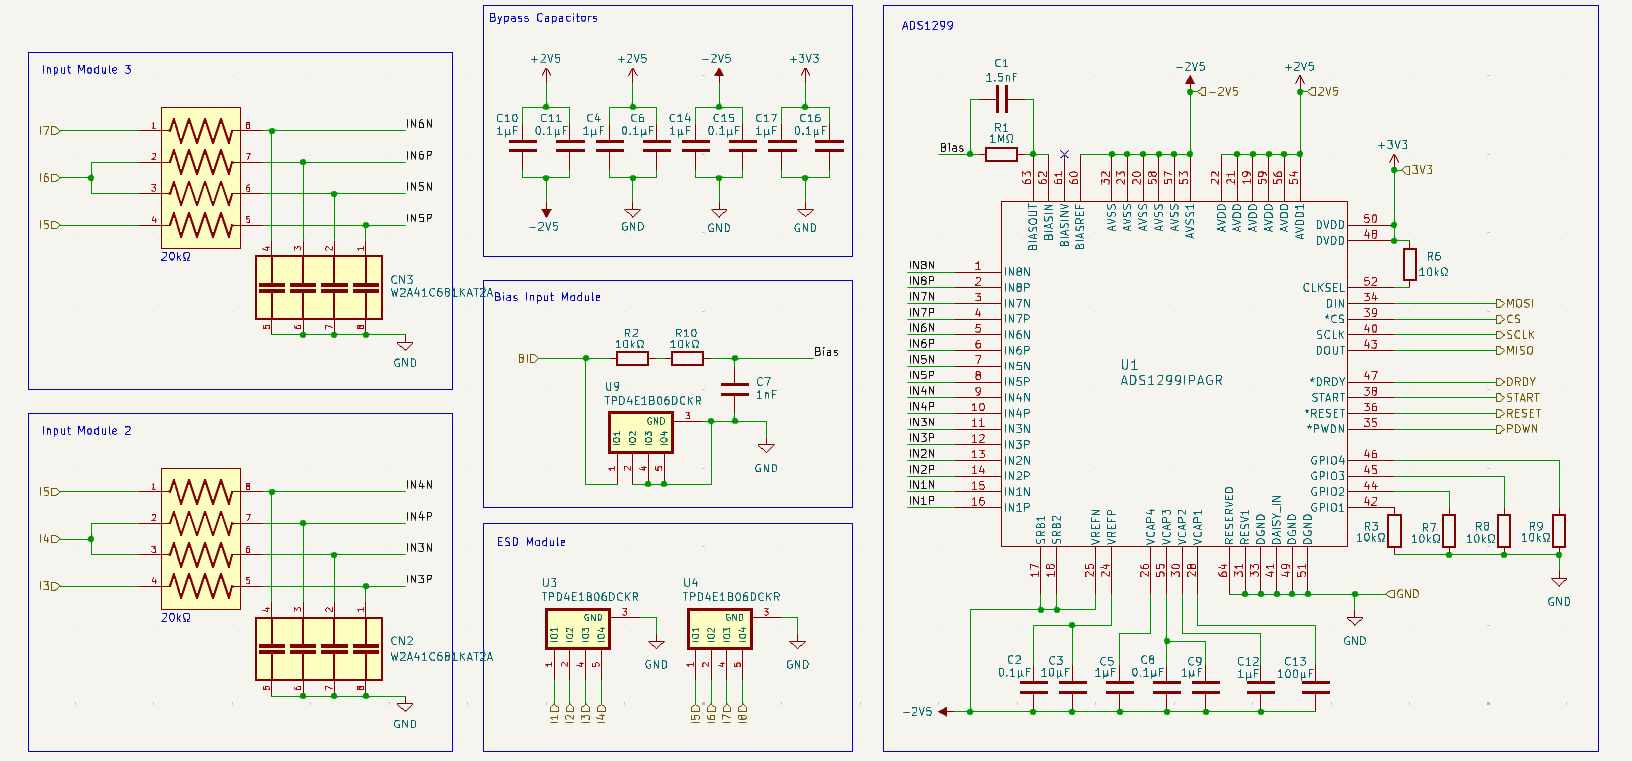 Input Module 3
I7
I6
I5
1
2
3
4
8
7
6
5
IN6N
IN6P
IN5N
IN5P
20kΩ
4
3
2
1
CN3
W2A41C681KAT2A
5
6
7
8
GND
Input Module 2
I5
I4
I3
1
2
3
4
8
7
6
5
IN4N
IN4P
IN3N
IN3P
20kΩ
4
3
2
1
CN2
W2A41C681KAT2A
5
6
7
8
GND
Bypass Capacitors
+2V5
+2V5
-2V5
+3V3
C10
1µF
C11
0.1µF
C4
1µF
C6
0.1µF
C14
1µF
C15
0.1µF
C17
1µF
C16
0.1µF
-2V5
GND
GND
GND
Bias Input Module
BI
R2
10kΩ
R10
10kΩ
Bias
C7
1nF
U9
TPD4E1B06DCKR
GND
3
IO1
IO2
IO3
IO4
1
2
4
5
GND
ESD Module
U3
TPD4E1B06DCKR
GND
3
IO1
IO2
IO3
IO4
1
2
4
5
GND
I1
I2
I3
I4
U4
TPD4E1B06DCKR
GND
3
IO1
IO2
IO3
IO4
1
2
4
5
GND
I5
I6
I7
I8
ADS1299
C1
1.5nF
R1
1MΩ
Bias
-2V5
-2V5
+2V5
2V5
+3V3
3V3
63
62
61
60
32
23
20
58
57
53
22
21
19
59
56
54
BIASOUT
BIASIN
BIASINV
BIASREF
AVSS
AVSS
AVSS
AVSS
AVSS
AVSS1
AVDD
AVDD
AVDD
AVDD
AVDD
AVDD1
IN8N 1 IN8N
IN8P 2 IN8P
IN7N 3 IN7N
IN7P 4 IN7P
IN6N 5 IN6N
IN6P 6 IN6P
IN5N 7 IN5N
IN5P 8 IN5P
IN4N 9 IN4N
IN4P 10 IN4P
IN3N 11 IN3N
IN3P 12 IN3P
IN2N 13 IN2N
IN2P 14 IN2P
IN1N 15 IN1N
IN1P 16 IN1P
U1
ADS1299IPAGR
DVDD 50
DVDD 48
R6
10kΩ
CLKSEL 52
DIN 34 MOSI
*CS 39 CS
SCLK 40 SCLK
DOUT 43 MISO
*DRDY 47 DRDY
START 38 START
*RESET 36 RESET
*PWDN 35 PDWN
GPIO4 46
GPIO3 45
GPIO2 44
GPIO1 42
R3
10kΩ
R7
10kΩ
R8
10kΩ
R9
10kΩ
GND
SRB1
SRB2
VREFN
VREFP
VCAP4
VCAP3
VCAP2
VCAP1
RESERVED
RESV1
DGND
DAISY_IN
DGND
DGND
17
18
25
24
26
55
30
28
64
31
33
41
49
51
GND
GND
C2
0.1µF
C3
10µF
C5
1µF
C8
0.1µF
C9
1µF
C12
1µF
C13
100µF
-2V5